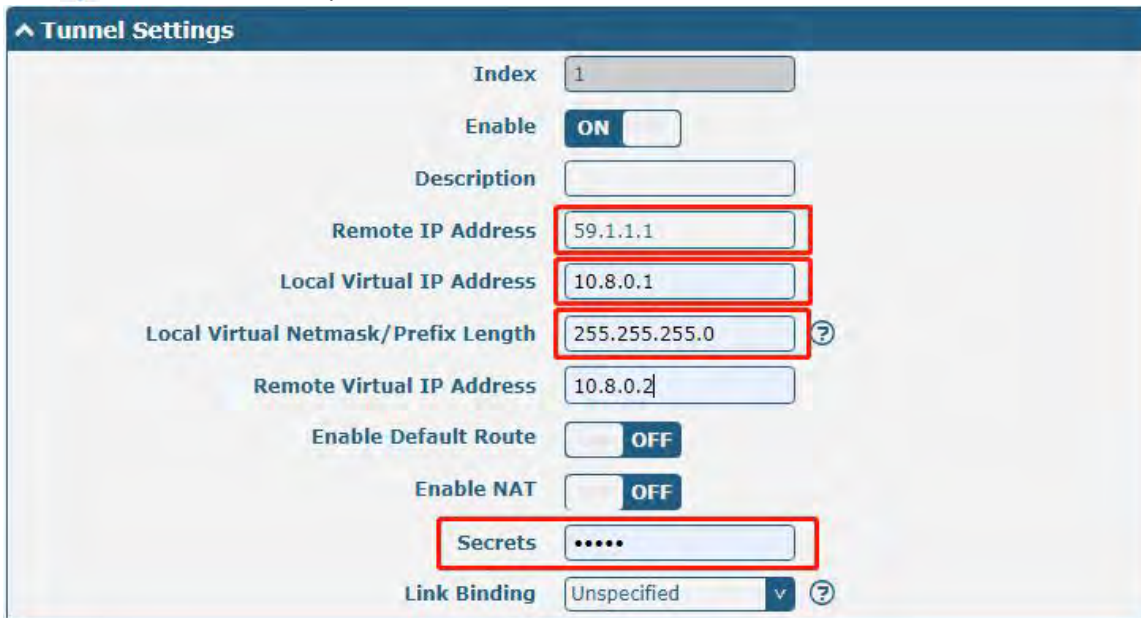 Tunnel Settings
Index 1
Enable ON
Description
Remote IP Address 59.1.1.1
Local Virtual IP Address 10.8.0.1
Local Virtual Netmask/Prefix Length 255.255.255.0 ?
Remote Virtual IP Address 10.8.0.2
Enable Default Route OFF
Enable NAT OFF
Secrets •••••
Link Binding Unspecified v ?